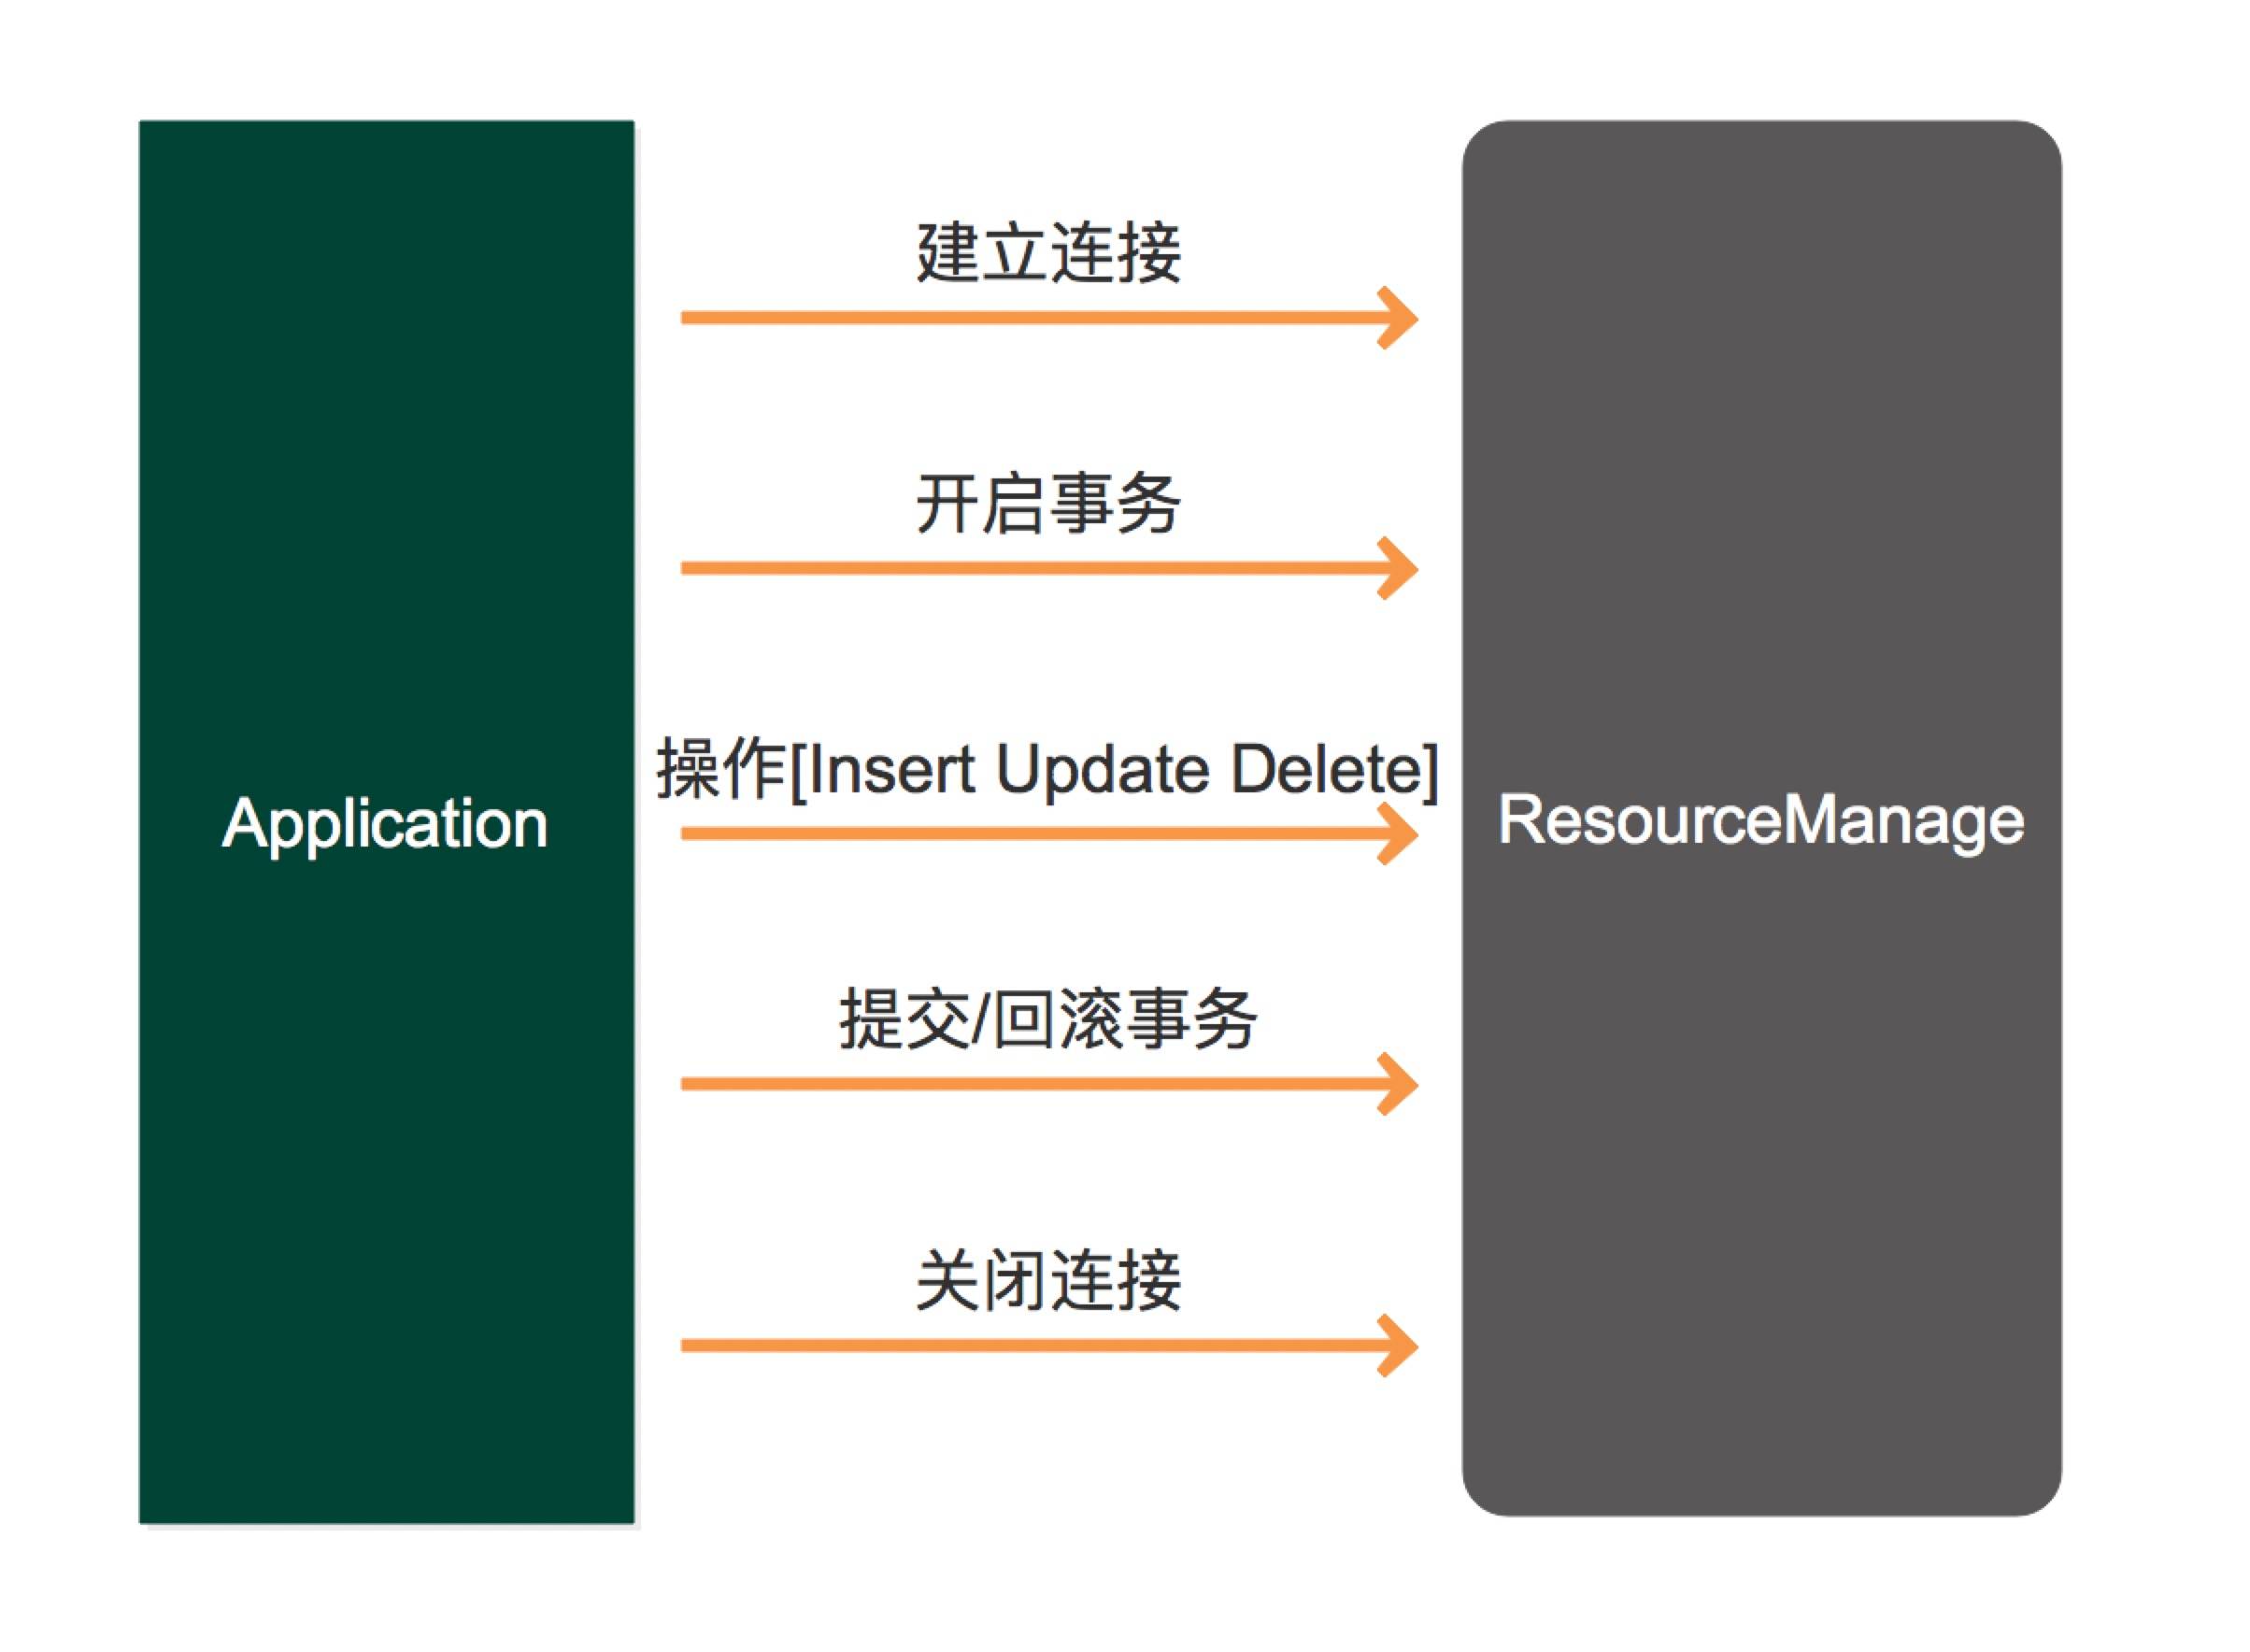 建立连接
开启事务
操作[Insert Update Delete]
Application
ResourceManage
提交/回滚事务
关闭连接